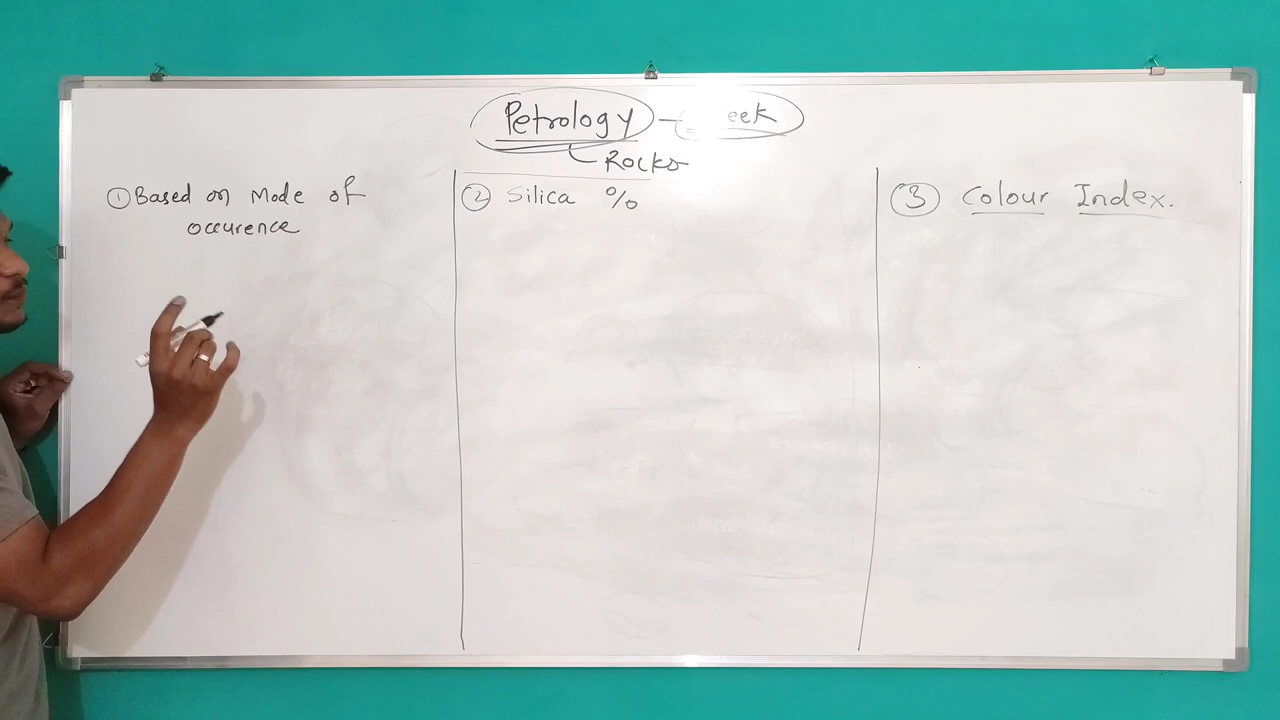 Petrology - eek
Rocks
① Based on Mode of
occurence
② Silica %
③ Colour Index.